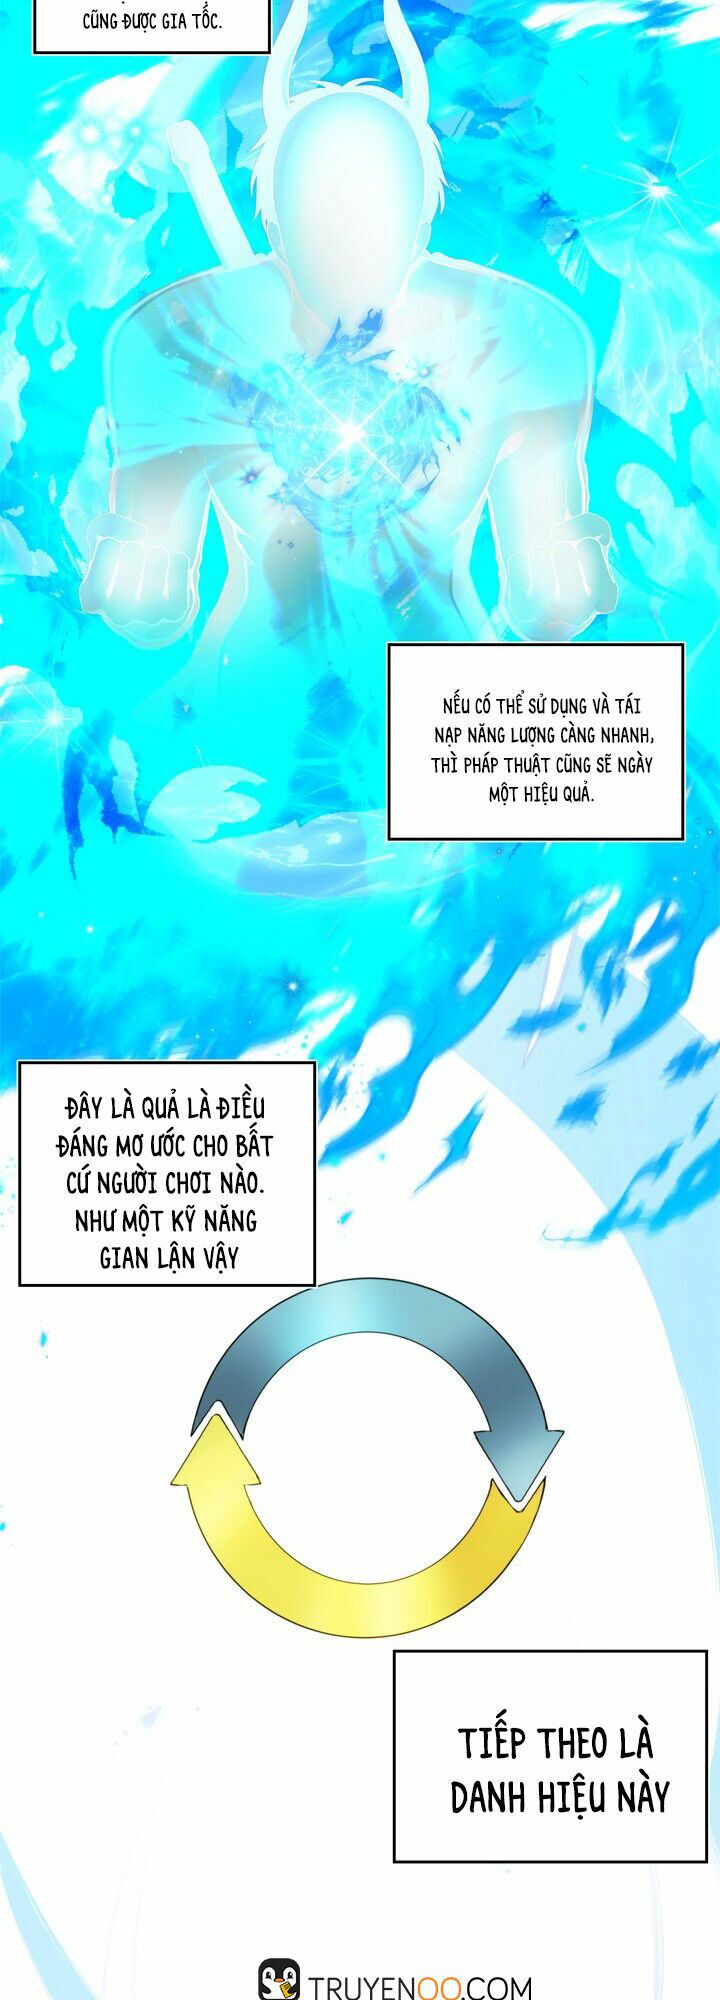 CŨNG ĐƯỢC GIA TỐC.
NẾU CÓ THỂ SỬ DỤNG VÀ TÁI
NẠP NĂNG LƯỢNG CÀNG NHANH,
THÌ PHÁP THUẬT CŨNG SẼ NGÀY
MỘT HIỆU QUẢ.
ĐÂY LÀ QUẢ LÀ ĐIỀU
ĐÁNG MƠ ƯỚC CHO BẤT
CỨ NGƯỜI CHƠI NÀO.
NHƯ MỘT KỸ NĂNG
GIAN LẬN VẬY
TIẾP THEO LÀ
DANH HIỆU NÀY
TRUYENOO.COM